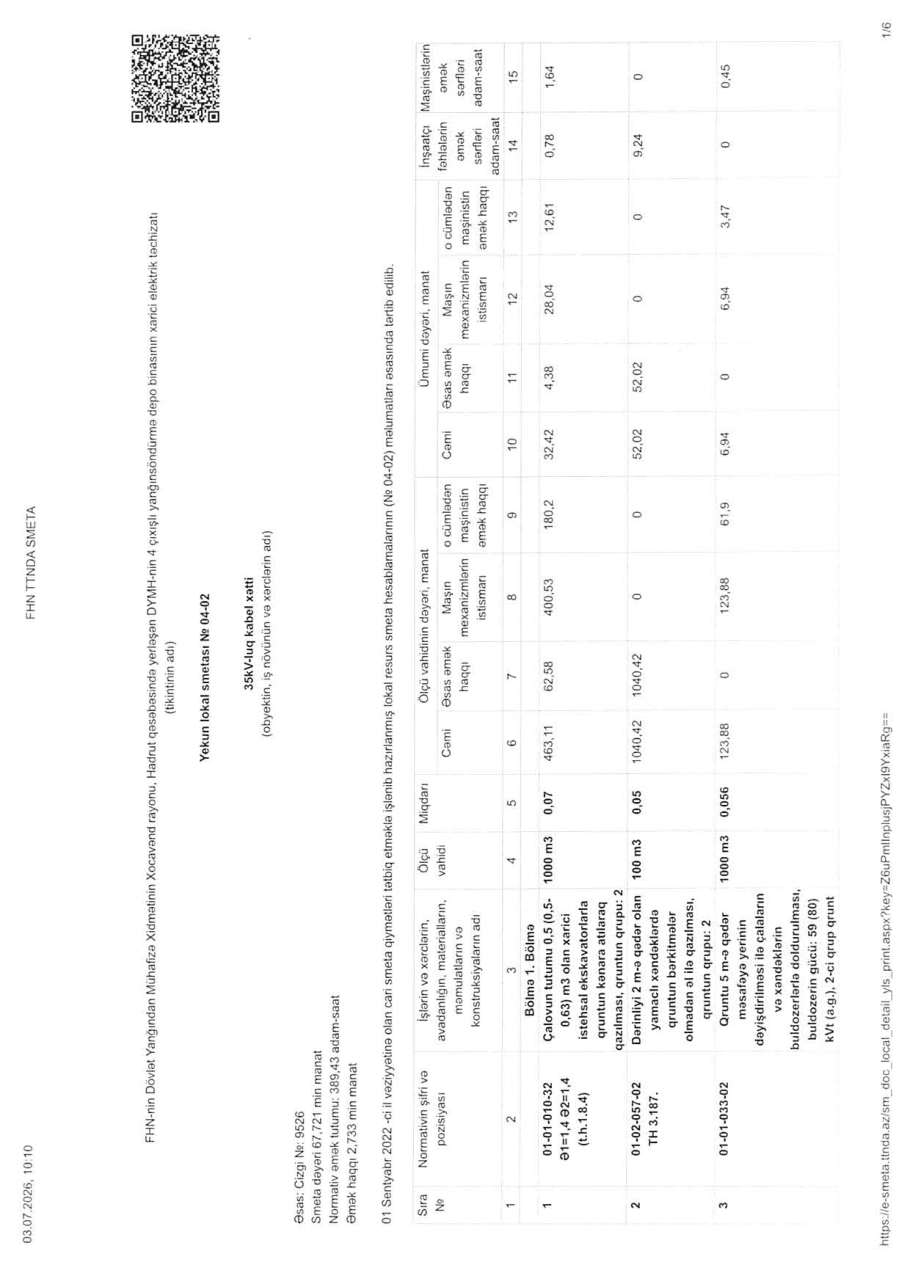 03.07.2026, 10:10
FHN TTNDA SMETA
FHN-nin Dövlət Yanğından Mühafizə Xidmətinin Xocavənd rayonu, Hadrut qəsəbəsində yerləşən DYMH-nin 4 çıxışlı yanğınsöndürmə depo binasının xarici elektrik təchizatı
(tikintinin adı)
Yekun lokal smetası № 04-02
35kV-luq kabel xətti
(obyektin, iş növünün və xərclərin adı)
Əsas: Cizgi №: 9526
Smeta dəyəri 67,721 min manat
Normativ əmək tutumu: 389,43 adam-saat
Əmək haqqı 2,733 min manat
01 Sentyabr 2022 -ci il vəziyyətinə olan cari smeta qiymətləri tətbiq etməklə işlənib hazırlanmış lokal resurs smeta hesablamalarının (№ 04-02) məlumatları əsasında tərtib edilib.
Sıra №
Normativin şifri və pozisiyası
İşlərin və xərclərin, avadanlığın, materialların, məmulatların və konstruksiyaların adı
Ölçü vahidi
Miqdarı
Ölçü vahidinin dəyəri, manat
Cəmi
Əsas əmək haqqı
Maşın mexanizmlərin istismarı
o cümlədən maşinistin əmək haqqı
Ümumi dəyəri, manat
Cəmi
Əsas əmək haqqı
Maşın mexanizmlərin istismarı
o cümlədən maşinistin əmək haqqı
İnşaatçı fəhlələrin əmək sərfləri adam-saat
Maşinistlərin əmək sərfləri adam-saat
1 2 3 4 5 6 7 8 9 10 11 12 13 14 15
Bölmə 1. Bölmə
1 01-01-010-32 Çalovun tutumu 0,5 (0,5- 1000 m3 0,07 463,11 62,58 400,53 180,2 32,42 4,38 28,04 12,61 0,78 1,64
Ə1=1,4 Ə2=1,4 0,63) m3 olan xarici
(t.h.1.8.4) istehsal ekskavatorlarla
qruntun kənara atılaraq
qazılması, qruntun qrupu: 2
2 01-02-057-02 Dərinliyi 2 m-ə qədər olan 100 m3 0,05 1040,42 1040,42 0 0 52,02 52,02 0 0 9,24 0
TH 3.187. yamaclı xəndəklərdə
qruntun bərkitmələr
olmadan əl ilə qazılması,
qruntun qrupu: 2
3 01-01-033-02 Qruntu 5 m-ə qədər 1000 m3 0,056 123,88 0 123,88 61,9 6,94 0 6,94 3,47 0 0,45
məsafəyə yerinin
dəyişdirilməsi ilə çalaların
və xəndəklərin
buldozerlərlə doldurulması,
buldozerin gücü: 59 (80)
kVt (a.g.), 2-ci qrup qrunt
https://e-smeta.ttnda.az/sm_doc_local_detail_yls_print.aspx?key=Z6uPmlInplusjPYZxI9YxiaRg==
1/6